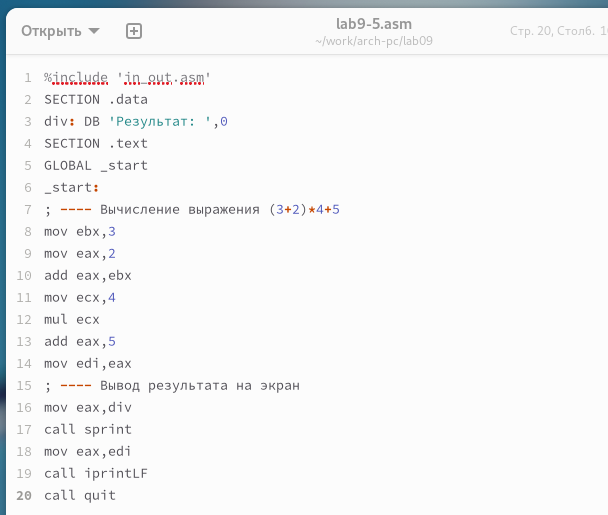 Открыть
lab9-5.asm
~/work/arch-pc/lab09
Стр. 20, Столб.
1 %include 'in_out.asm'
2 SECTION .data
3 div: DB 'Результат: ',0
4 SECTION .text
5 GLOBAL _start
6 _start:
7 ; ---- Вычисление выражения (3+2)*4+5
8 mov ebx,3
9 mov eax,2
10 add eax,ebx
11 mov ecx,4
12 mul ecx
13 add eax,5
14 mov edi,eax
15 ; ---- Вывод результата на экран
16 mov eax,div
17 call sprint
18 mov eax,edi
19 call iprintLF
20 call quit